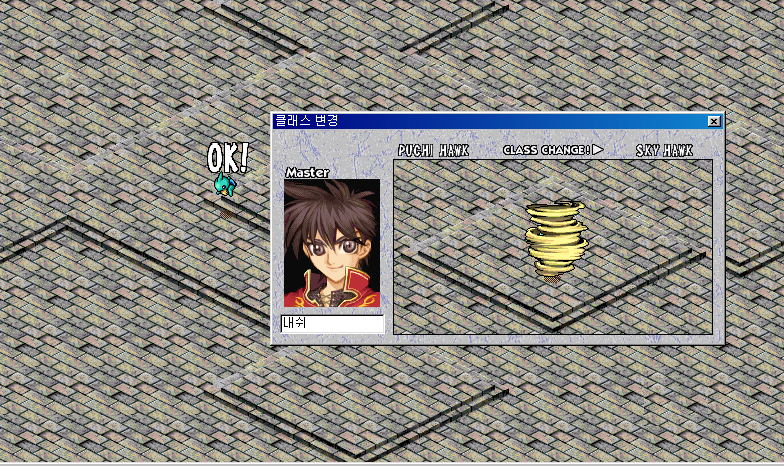 클래스 변경
OK!
PUCHI HAWK CLASS CHANGE! SKY HAWK
Master
내쉬